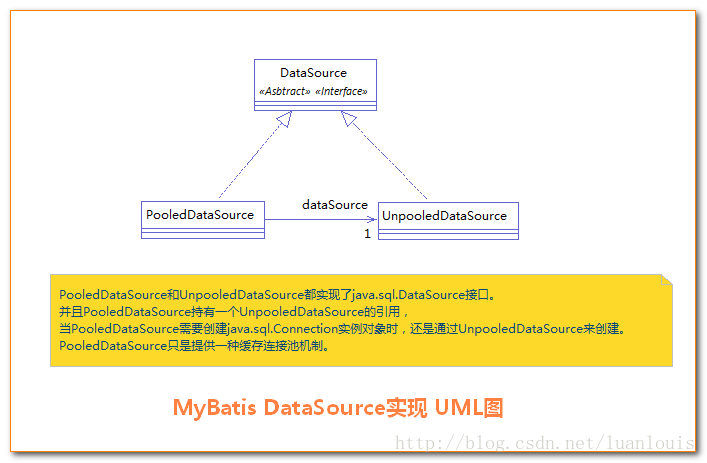 DataSource
«Asbtract» «Interface»
dataSource
PooledDataSource
UnpooledDataSource
1
PooledDataSource和UnpooledDataSource都实现了java.sql.DataSource接口。
并且PooledDataSource持有一个UnpooledDataSource的引用，
当PooledDataSource需要创建java.sql.Connection实例对象时，还是通过UnpooledDataSource来创建。
PooledDataSource只是提供一种缓存连接池机制。
MyBatis DataSource实现 UML图
http://blog.csdn.net/luanlouis